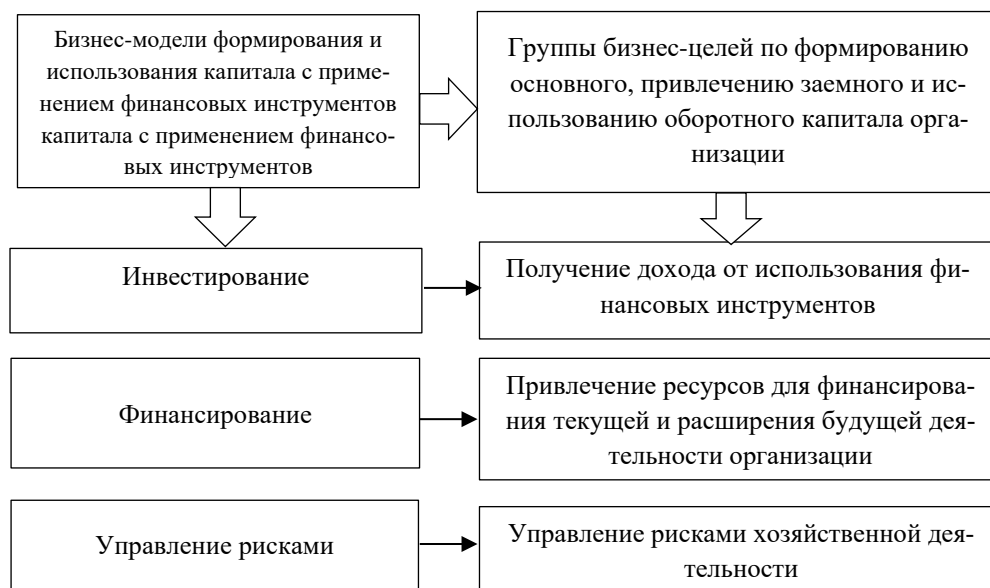 Бизнес-модели формирования и
использования капитала с приме-
нением финансовых инструментов
капитала с применением финансо-
вых инструментов
Группы бизнес-целей по формированию
основного, привлечению заемного и ис-
пользованию оборотного капитала орга-
низации
Инвестирование
Получение дохода от использования фи-
нансовых инструментов
Финансирование
Привлечение ресурсов для финансирова-
ния текущей и расширения будущей дея-
тельности организации
Управление рисками
Управление рисками хозяйственной дея-
тельности